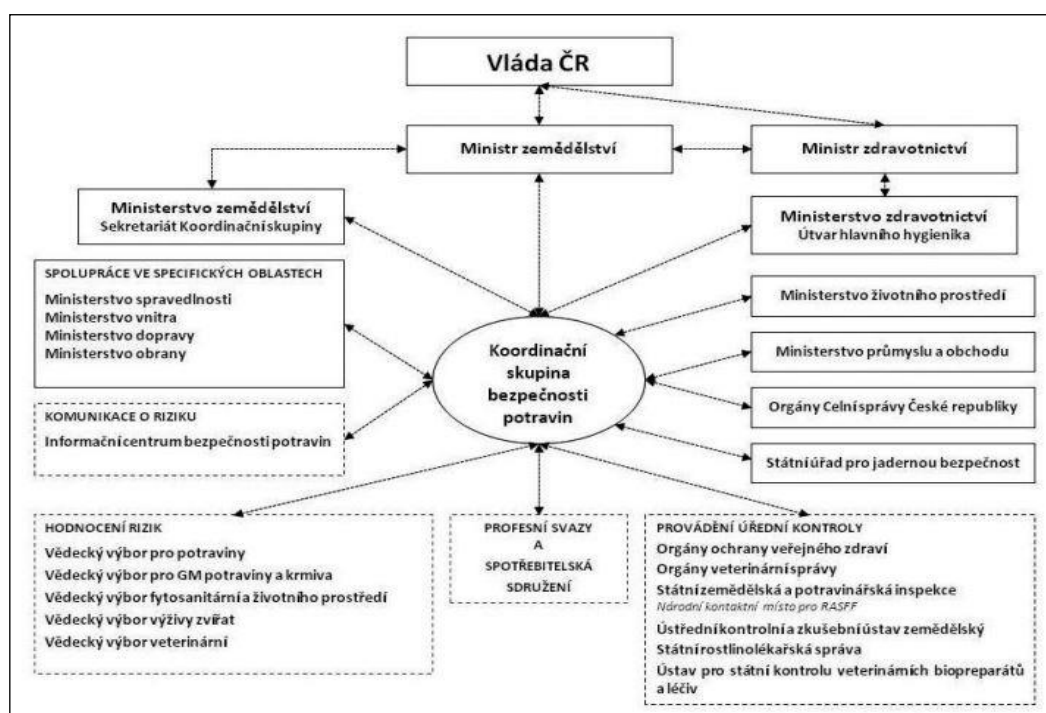 Vláda ČR
Ministr zemědělství
Ministr zdravotnictví
Ministerstvo zemědělství
Sekretariát Koordinační skupiny
Ministerstvo zdravotnictví
Útvar hlavního hygienika
SPOLUPRÁCE VE SPECIFICKÝCH OBLASTECH
Ministerstvo spravedlnosti
Ministerstvo vnitra
Ministerstvo dopravy
Ministerstvo obrany
KOMUNIKACE O RIZIKU
Informační centrum bezpečnosti potravin
Koordinační
skupina
bezpečnosti
potravin
Ministerstvo životního prostředí
Ministerstvo průmyslu a obchodu
Orgány Celní správy České republiky
Státní úřad pro jadernou bezpečnost
HODNOCENÍ RIZIK
Vědecký výbor pro potraviny
Vědecký výbor pro GM potraviny a krmiva
Vědecký výbor fytosanitární a životního prostředí
Vědecký výbor výživy zvířat
Vědecký výbor veterinární
PROFESNÍ SVAZY
A
SPOTŘEBITELSKÁ
SDRUŽENÍ
PROVÁDĚNÍ ÚŘEDNÍ KONTROLY
Orgány ochrany veřejného zdraví
Orgány veterinární správy
Státní zemědělská a potravinářská inspekce
Národní kontaktní místo pro RASFF
Ústřední kontrolní a zkušební ústav zemědělský
Státní rostlinolékařská správa
Ústav pro státní kontrolu veterinárních biopreparátů
a léčiv